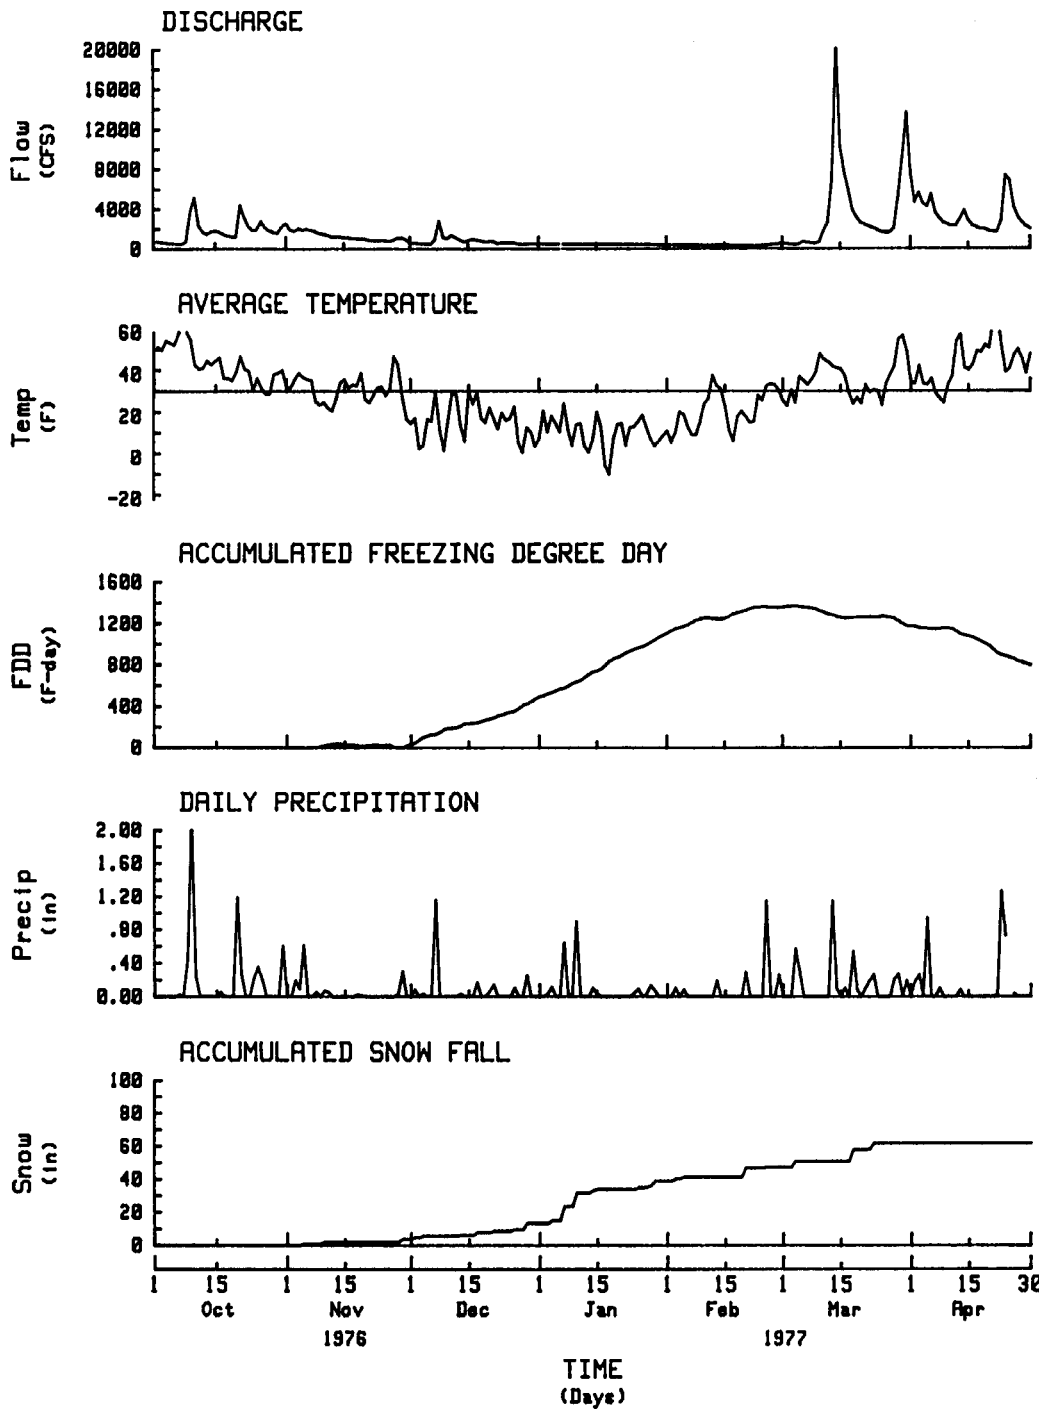 DISCHARGE
20000
16000
12000
8000
4000
0
Flow
(CFS)
AVERAGE TEMPERATURE
60
40
20
0
-20
Temp
(F)
ACCUMULATED FREEZING DEGREE DAY
1600
1200
800
400
0
FDD
(F-day)
DAILY PRECIPITATION
2.00
1.60
1.20
.80
.40
0.00
Precip
(in)
ACCUMULATED SNOW FALL
100
80
60
40
20
0
Snow
(in)
1 15 1 15 1 15 1 15 1 15 1 15 1 15 30
Oct Nov Dec Jan Feb Mar Apr
1976 1977
TIME
(Days)